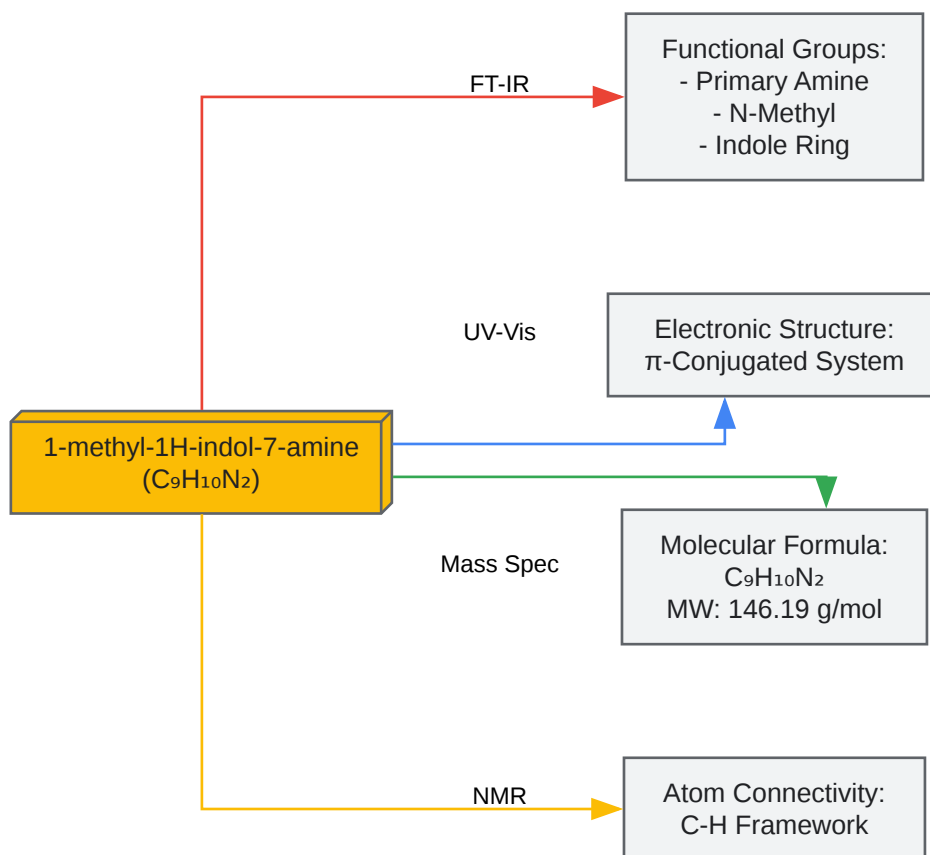 FT-IR
Functional Groups:
- Primary Amine
- N-Methyl
- Indole Ring
UV-Vis
Electronic Structure:
π-Conjugated System
1-methyl-1H-indol-7-amine
(C₉H₁₀N₂)
Mass Spec
Molecular Formula:
C₉H₁₀N₂
MW: 146.19 g/mol
NMR
Atom Connectivity:
C-H Framework